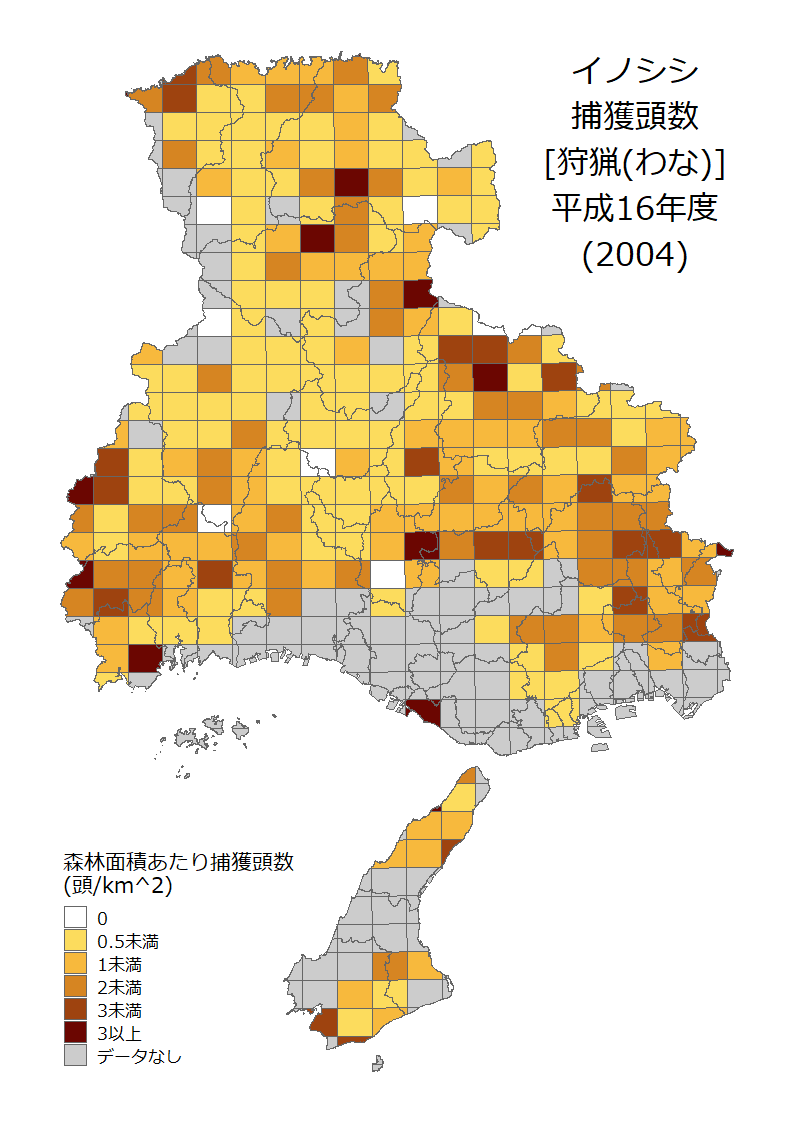 イノシシ
捕獲頭数
[狩猟(わな)]
平成16年度
(2004)
森林面積あたり捕獲頭数
(頭/km^2)
0
0.5未満
1未満
2未満
3未満
3以上
データなし